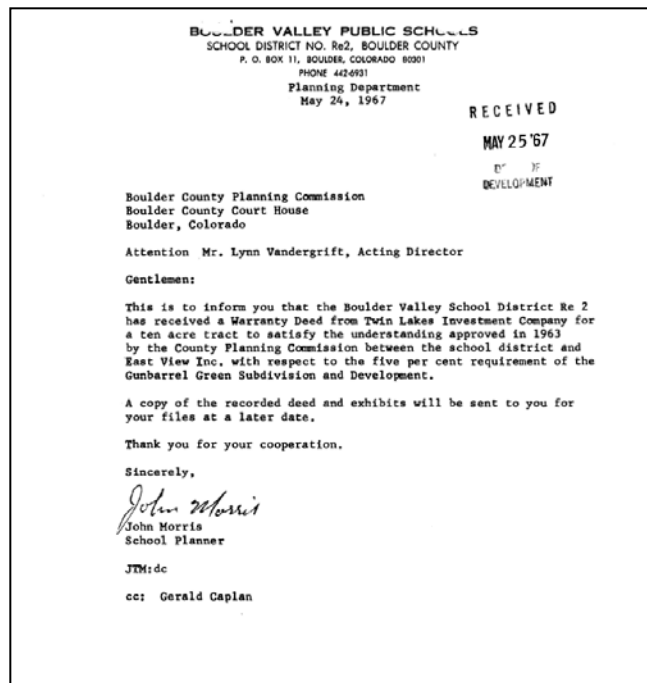 BOULDER VALLEY PUBLIC SCHOOLS
SCHOOL DISTRICT NO. Re2, BOULDER COUNTY
P. O. BOX 11, BOULDER, COLORADO 80301
PHONE 442-6931
Planning Department
May 24, 1967
RECEIVED
MAY 25 '67
DEVELOPMENT
Boulder County Planning Commission
Boulder County Court House
Boulder, Colorado
Attention Mr. Lynn Vandergrift, Acting Director
Gentlemen:
This is to inform you that the Boulder Valley School District Re 2
has received a Warranty Deed from Twin Lakes Investment Company for
a ten acre tract to satisfy the understanding approved in 1963
by the County Planning Commission between the school district and
East View Inc. with respect to the five per cent requirement of the
Gunbarrel Green Subdivision and Development.
A copy of the recorded deed and exhibits will be sent to you for
your files at a later date.
Thank you for your cooperation.
Sincerely,
John Morris
John Morris
School Planner
JTM:dc
cc: Gerald Caplan